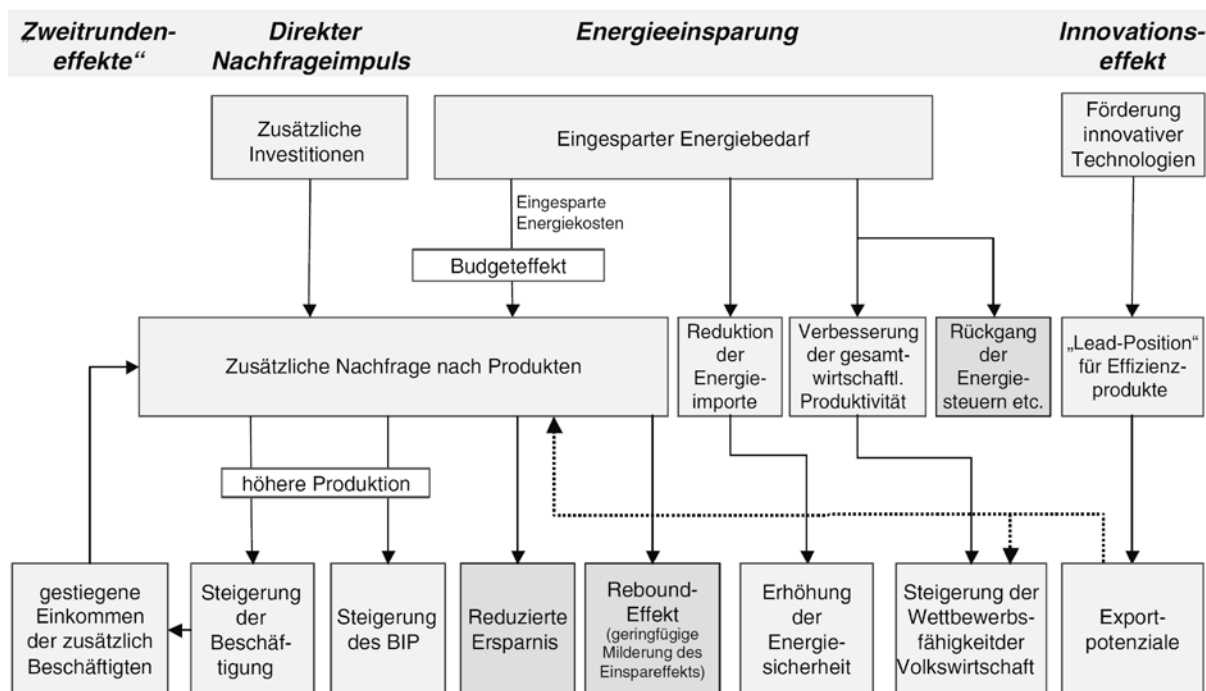 „Zweitrunden-
effekte“
Direkter
Nachfrageimpuls
Energieeinsparung
Innovations-
effekt
Zusätzliche
Investitionen
Eingesparter Energiebedarf
Förderung
innovativer
Technologien
Eingesparte
Energiekosten
Budgeteffekt
Zusätzliche Nachfrage nach Produkten
Reduktion
der
Energie-
importe
Verbesserung
der gesamt-
wirtschaftl.
Produktivität
Rückgang
der
Energie-
steuern etc.
„Lead-Position“
für Effizienz-
produkte
höhere Produktion
gestiegene
Einkommen
der zusätzlich
Beschäftigten
Steigerung
der
Beschäf-
tigung
Steigerung
des BIP
Reduzierte
Ersparnis
Rebound-
Effekt
(geringfügige
Milderung des
Einspareffekts)
Erhöhung
der
Energie-
sicherheit
Steigerung der
Wettbewerbs-
fähigkeitder
Volkswirtschaft
Export-
potenziale